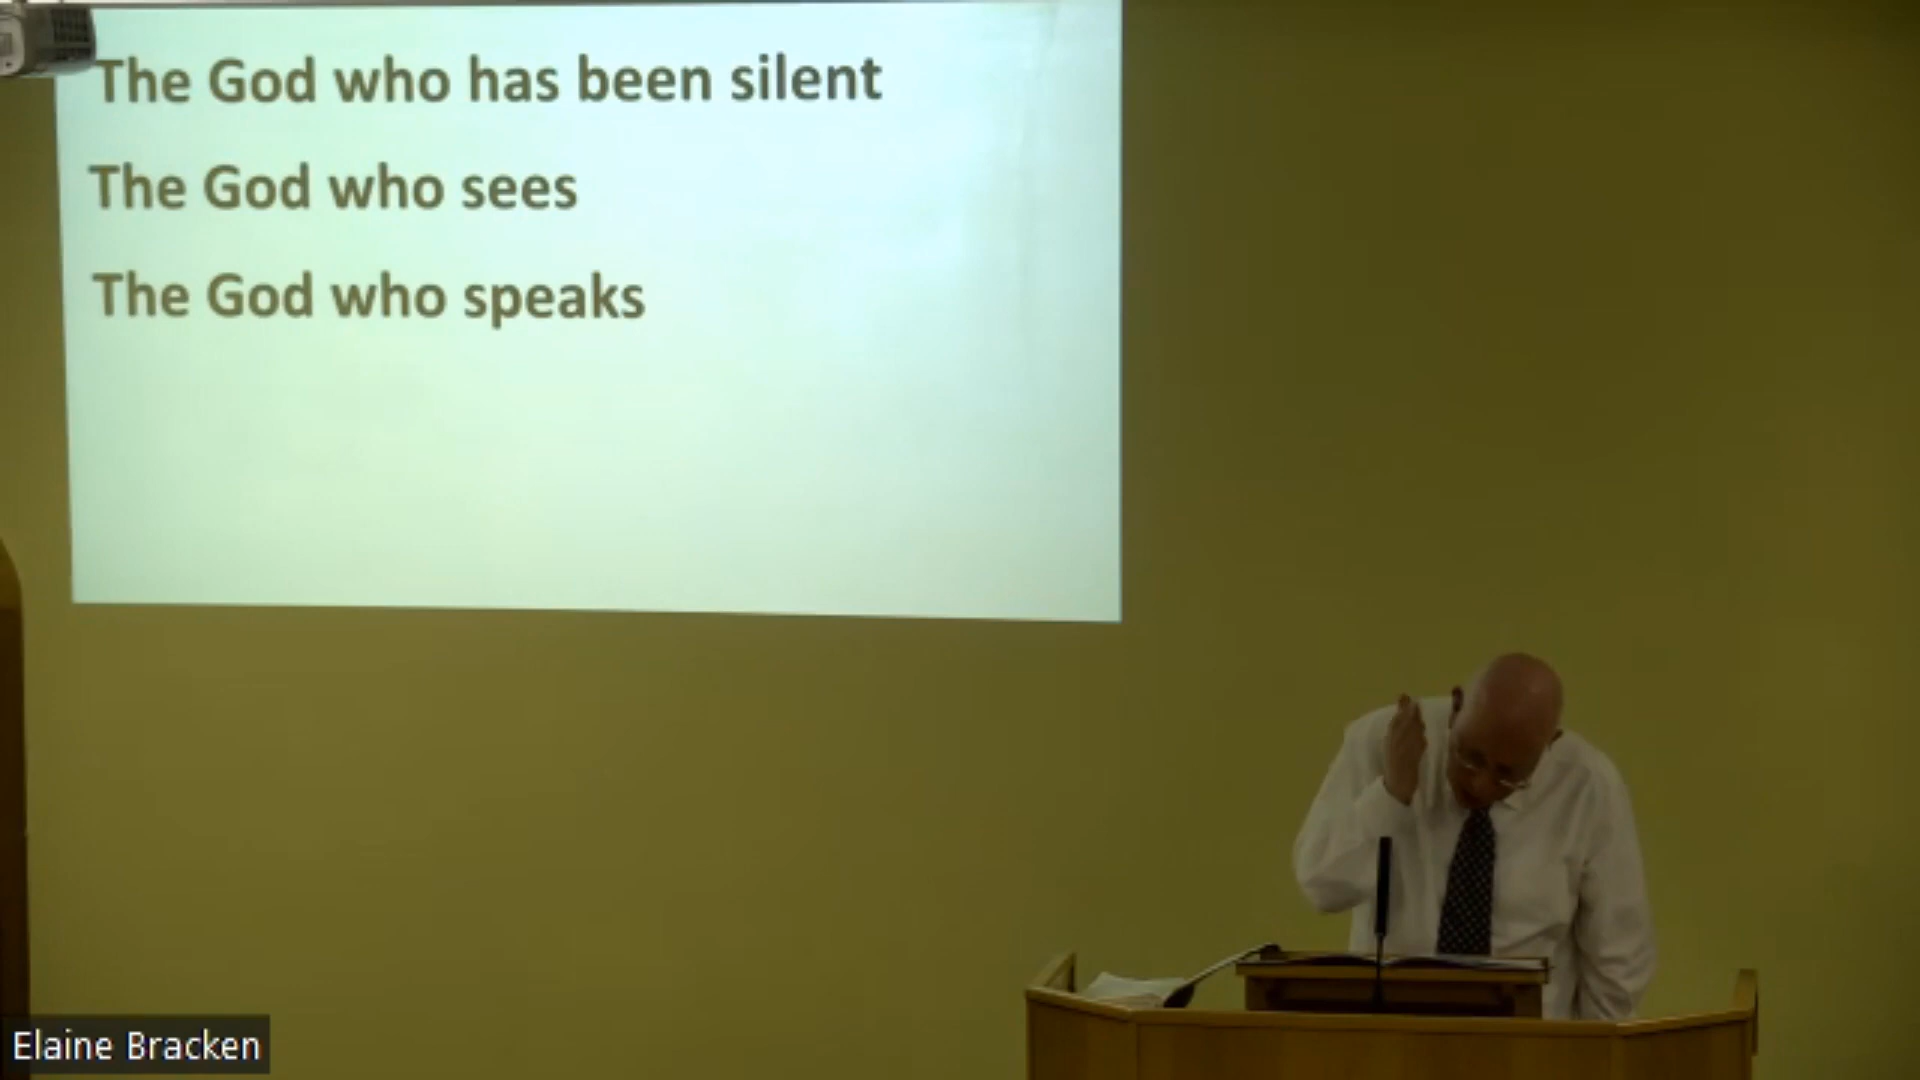 The God who has been silent
The God who sees
The God who speaks
Elaine Bracken